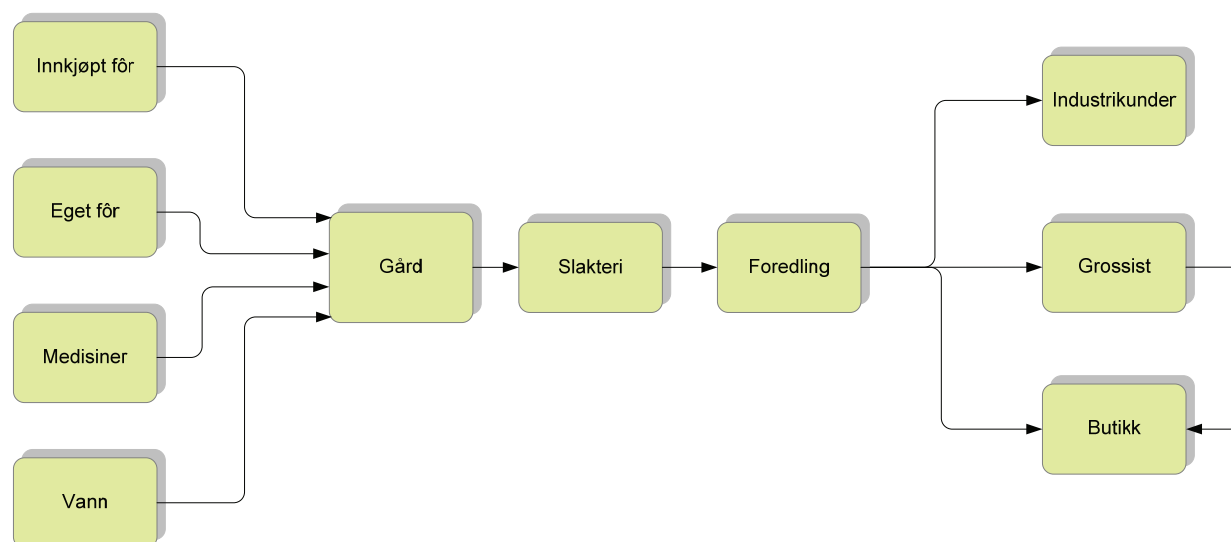 Innkjøpt fôr
Eget fôr
Medisiner
Vann
Gård
Slakteri
Foredling
Industrikunder
Grossist
Butikk